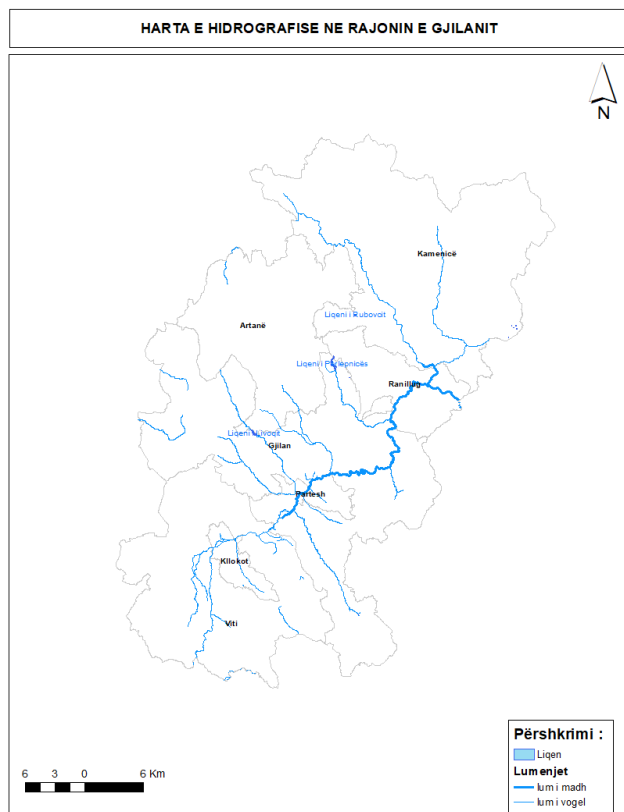 HARTA E HIDROGRAFISE NE RAJONIN E GJILANIT
N
Kamenicë
Liqeni i Rubovcit
Artanë
Liqeni i Përlepnicës
Ranillug
Liqeni i Livoqit
Gjilan
Partesh
Kllokot
Viti
6 3 0 6 Km
Përshkrimi :
Liqen
Lumenjet
lum i madh
lum i vogel